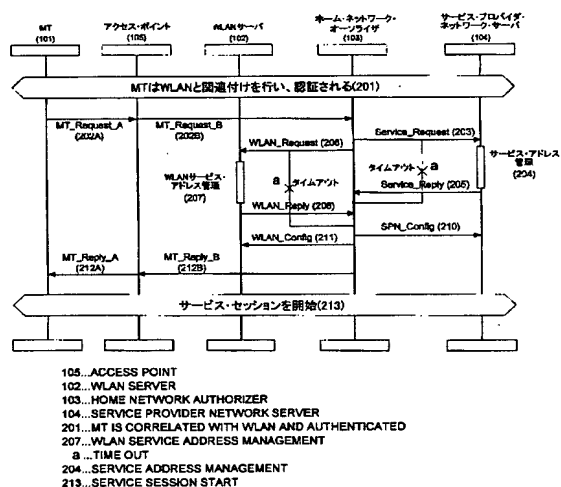 MT
(101)
アクセス・ポイント
(105)
WLANサーバ
(102)
ホーム・ネットワーク・
オーソライザ
(103)
サービス・プロバイダ・
ネットワーク・サーバ
(104)
MTはWLANと関連付けを行い、認証される(201)
MT_Request_A
(202A)
MT_Request_B
(202B)
Service_Request (203)
WLAN_Request (206)
a
タイムアウト
タイムアウト
a
サービス・アドレス
管理
(204)
WLANサービス・
アドレス管理
(207)
Service_Reply (205)
WLAN_Reply (208)
SPN_Config (210)
WLAN_Config (211)
MT_Reply_A
(212A)
MT_Reply_B
(212B)
サービス・セッションを開始(213)
105...ACCESS POINT
102...WLAN SERVER
103...HOME NETWORK AUTHORIZER
104...SERVICE PROVIDER NETWORK SERVER
201...MT IS CORRELATED WITH WLAN AND AUTHENTICATED
207...WLAN SERVICE ADDRESS MANAGEMENT
a ...TIME OUT
204...SERVICE ADDRESS MANAGEMENT
213...SERVICE SESSION START